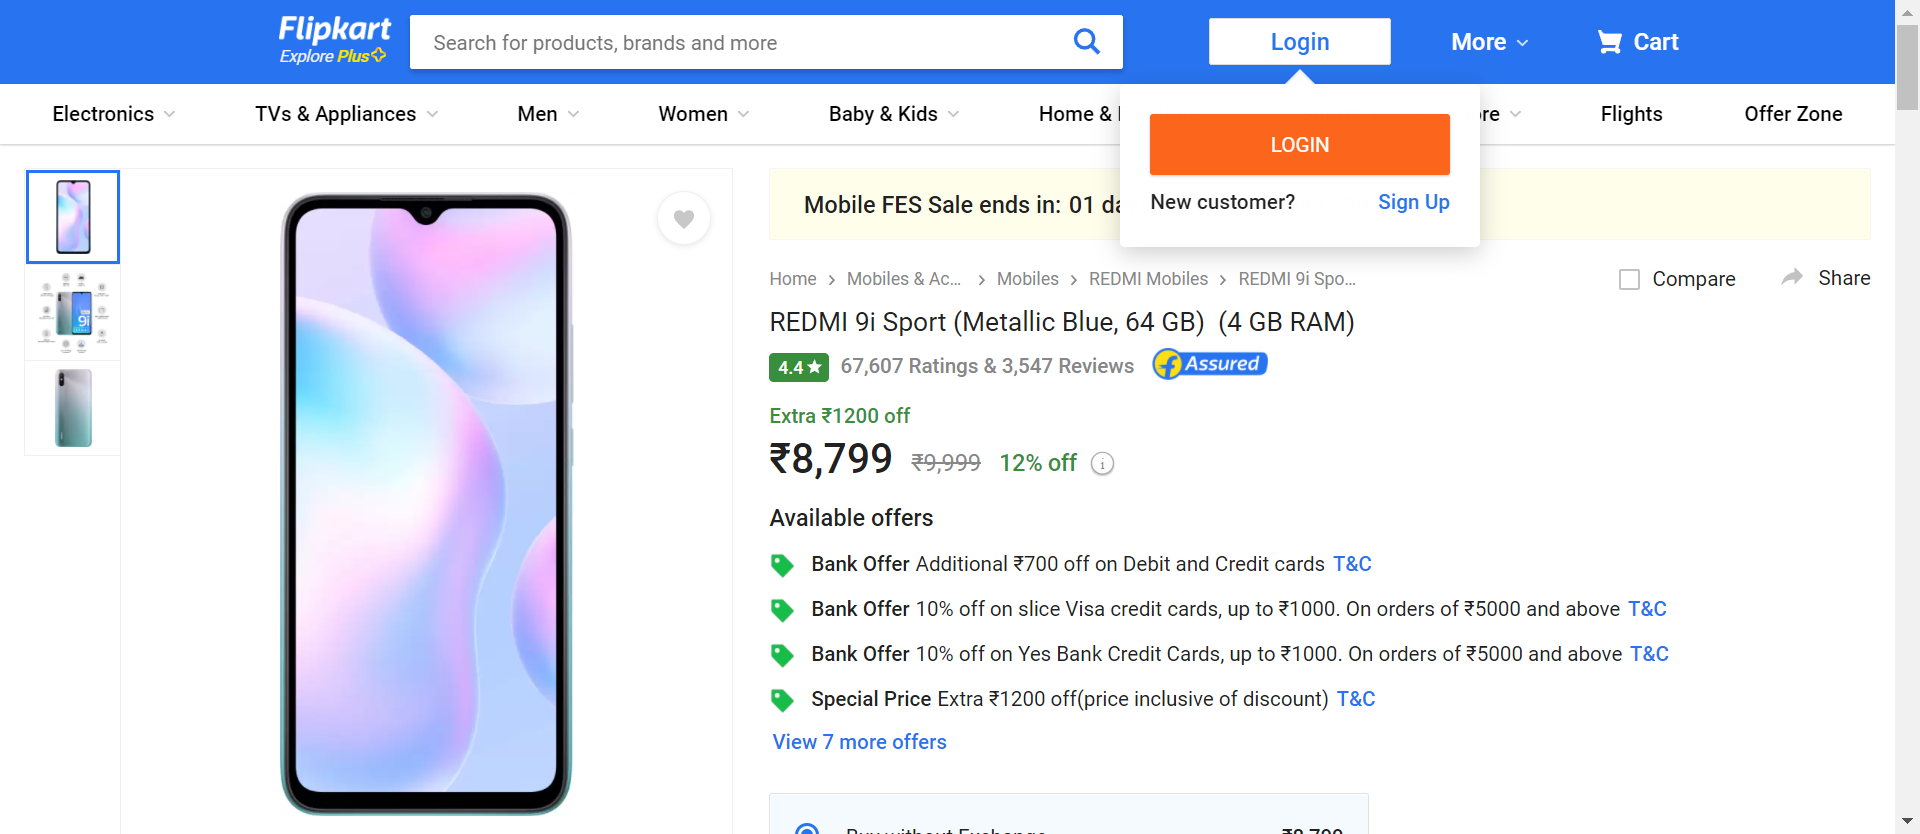 Flipkart
Explore Plus
Search for products, brands and more
Login
More
Cart
Electronics
TVs & Appliances
Men
Women
Baby & Kids
Home &
Flights
Offer Zone
LOGIN
New customer? Sign Up
Mobile FES Sale ends in: 01
Home > Mobiles & Ac... > Mobiles > REDMI Mobiles > REDMI 9i Spo...
Compare
Share
REDMI 9i Sport (Metallic Blue, 64 GB) (4 GB RAM)
4.4★ 67,607 Ratings & 3,547 Reviews
Assured
Extra ₹1200 off
₹8,799 ₹9,999 12% off
Available offers
Bank Offer Additional ₹700 off on Debit and Credit cards T&C
Bank Offer 10% off on slice Visa credit cards, up to ₹1000. On orders of ₹5000 and above T&C
Bank Offer 10% off on Yes Bank Credit Cards, up to ₹1000. On orders of ₹5000 and above T&C
Special Price Extra ₹1200 off(price inclusive of discount) T&C
View 7 more offers
Buy without Exchange ₹8,799